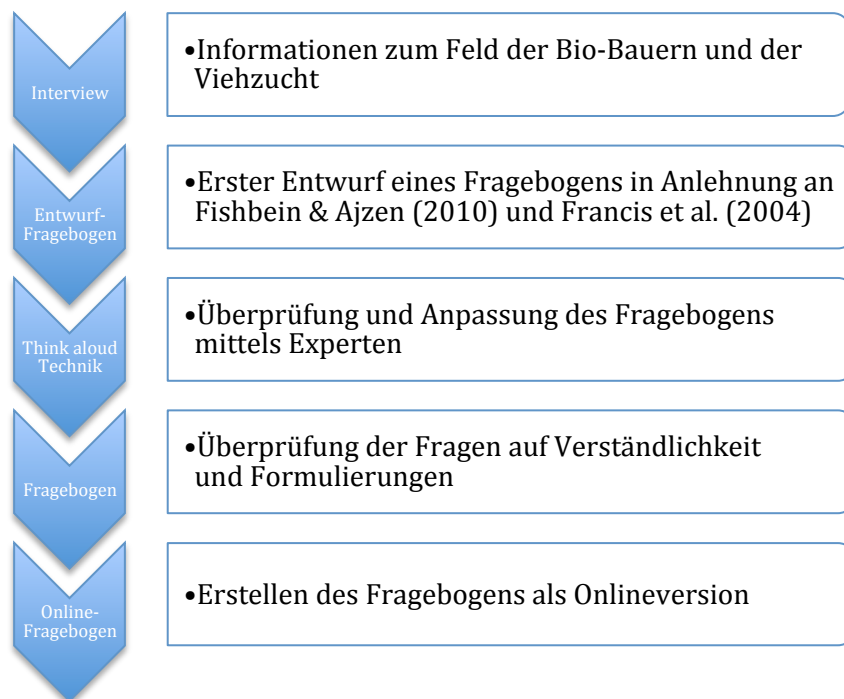 Interview
•Informationen zum Feld der Bio-Bauern und der
Viehzucht
Entwurf-
Fragebogen
•Erster Entwurf eines Fragebogens in Anlehnung an
Fishbein & Ajzen (2010) und Francis et al. (2004)
Think aloud
Technik
•Überprüfung und Anpassung des Fragebogens
mittels Experten
Fragebogen
•Überprüfung der Fragen auf Verständlichkeit
und Formulierungen
Online-
Fragebogen
•Erstellen des Fragebogens als Onlineversion